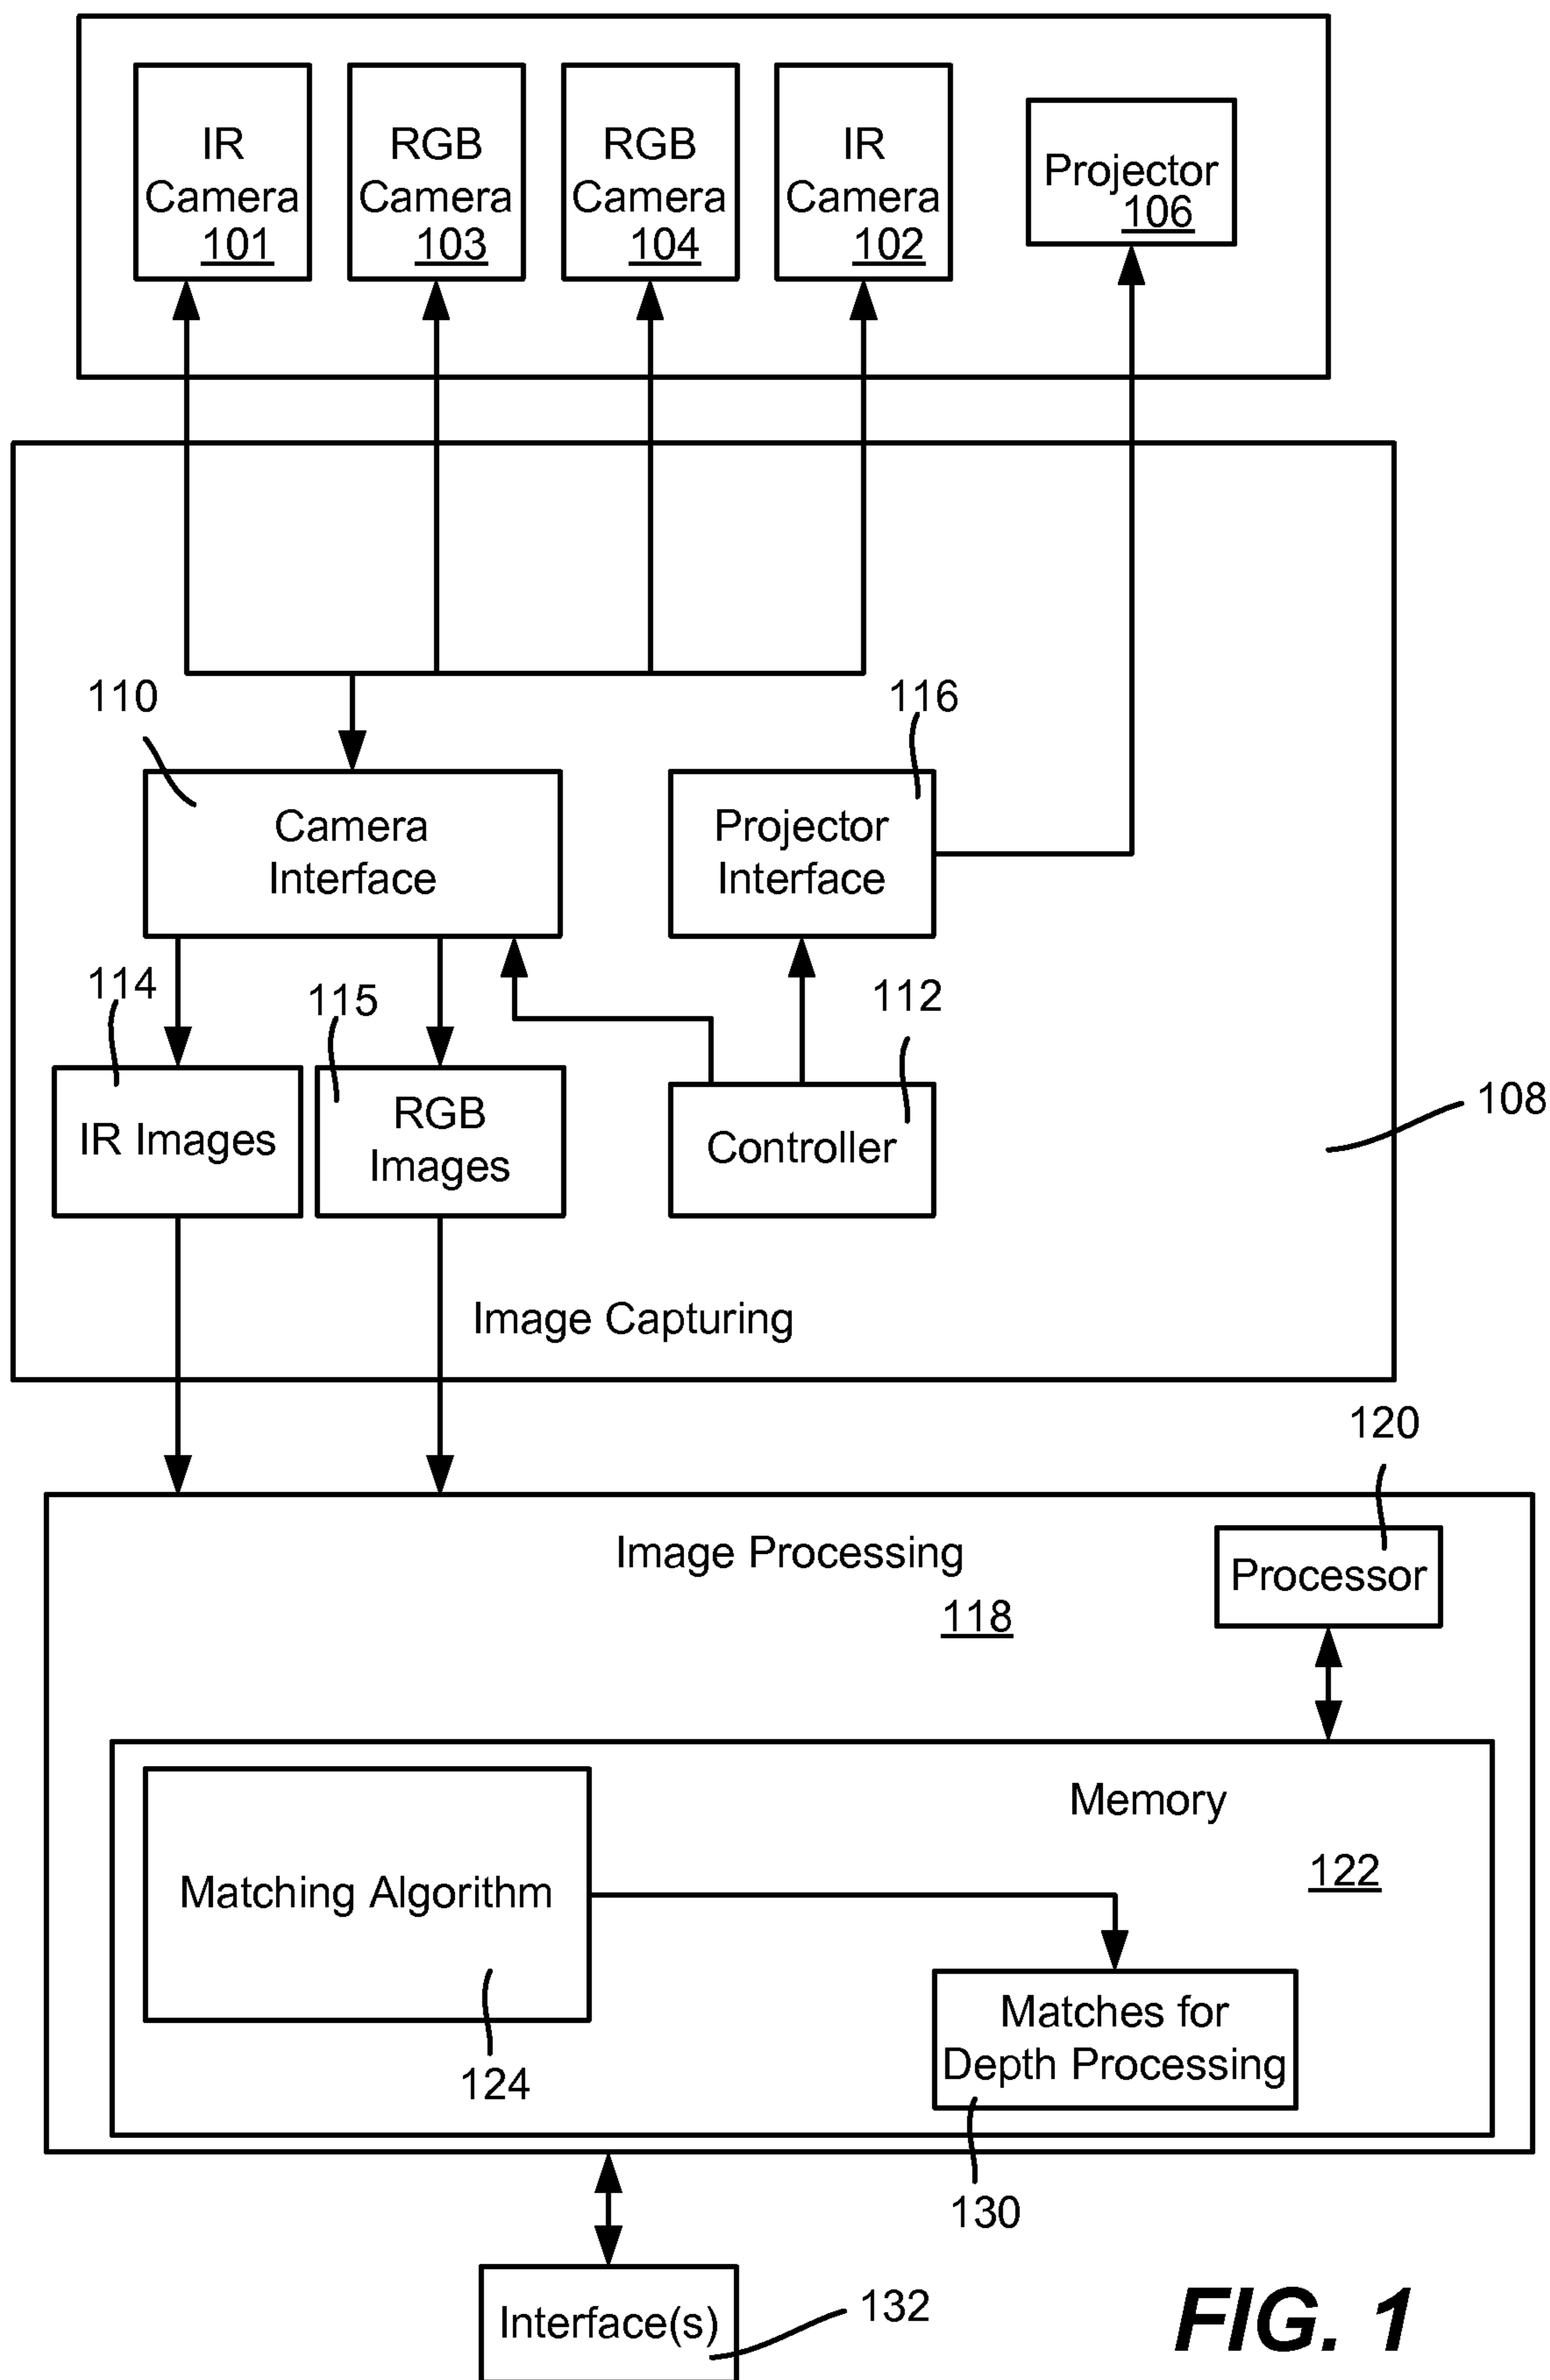 IR
Camera
101
RGB
Camera
103
RGB
Camera
104
IR
Camera
102
Projector
106
110
116
Camera
Interface
Projector
Interface
114
115
112
IR Images
RGB
Images
Controller
108
Image Capturing
120
Image Processing
118
Processor
Memory
122
Matching Algorithm
124
Matches for
Depth Processing
130
Interface(s)
132
FIG. 1